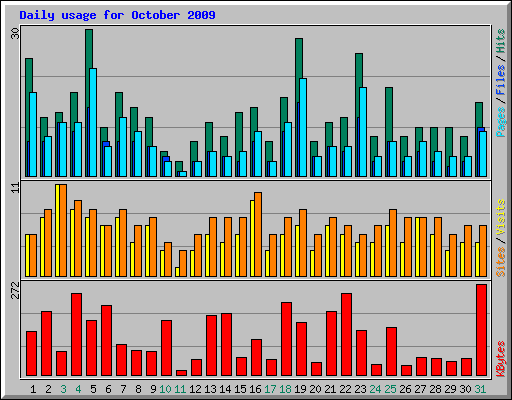 Daily usage for October 2009
30
Pages / Files / Hits
11
Sites / Visits
272
KBytes
1 2 3 4 5 6 7 8 9 10 11 12 13 14 15 16 17 18 19 20 21 22 23 24 25 26 27 28 29 30 31